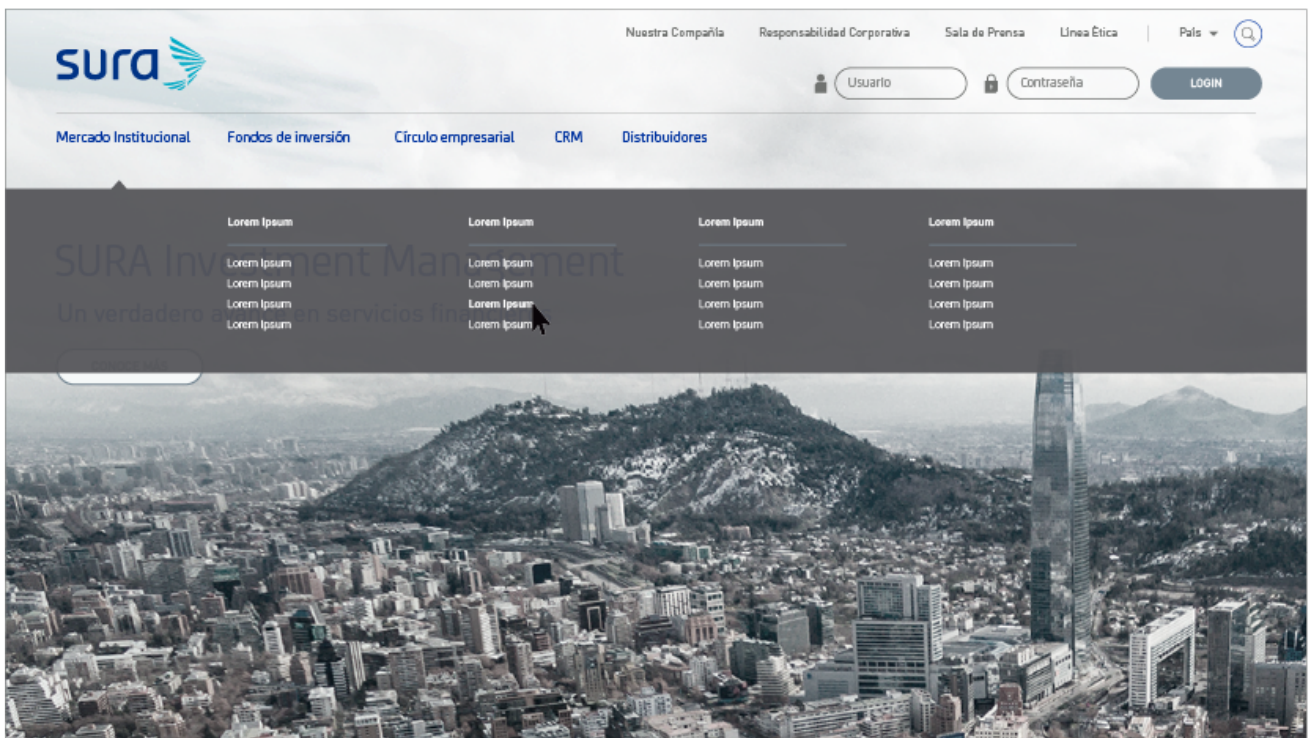 Nuestra Compañía Responsabilidad Corporativa Sala de Prensa Línea Ética País
sura
Usuario Contraseña LOGIN
Mercado Institucional Fondos de inversión Círculo empresarial CRM Distribuidores
Lorem Ipsum Lorem Ipsum Lorem Ipsum Lorem Ipsum
SURA Investment Management
Lorem Ipsum Lorem Ipsum Lorem Ipsum Lorem Ipsum
Lorem Ipsum Lorem Ipsum Lorem Ipsum Lorem Ipsum
Lorem Ipsum Lorem Ipsum Lorem Ipsum Lorem Ipsum
Un verdadero avance en servicios financieros
Lorem Ipsum Lorem Ipsum Lorem Ipsum Lorem Ipsum